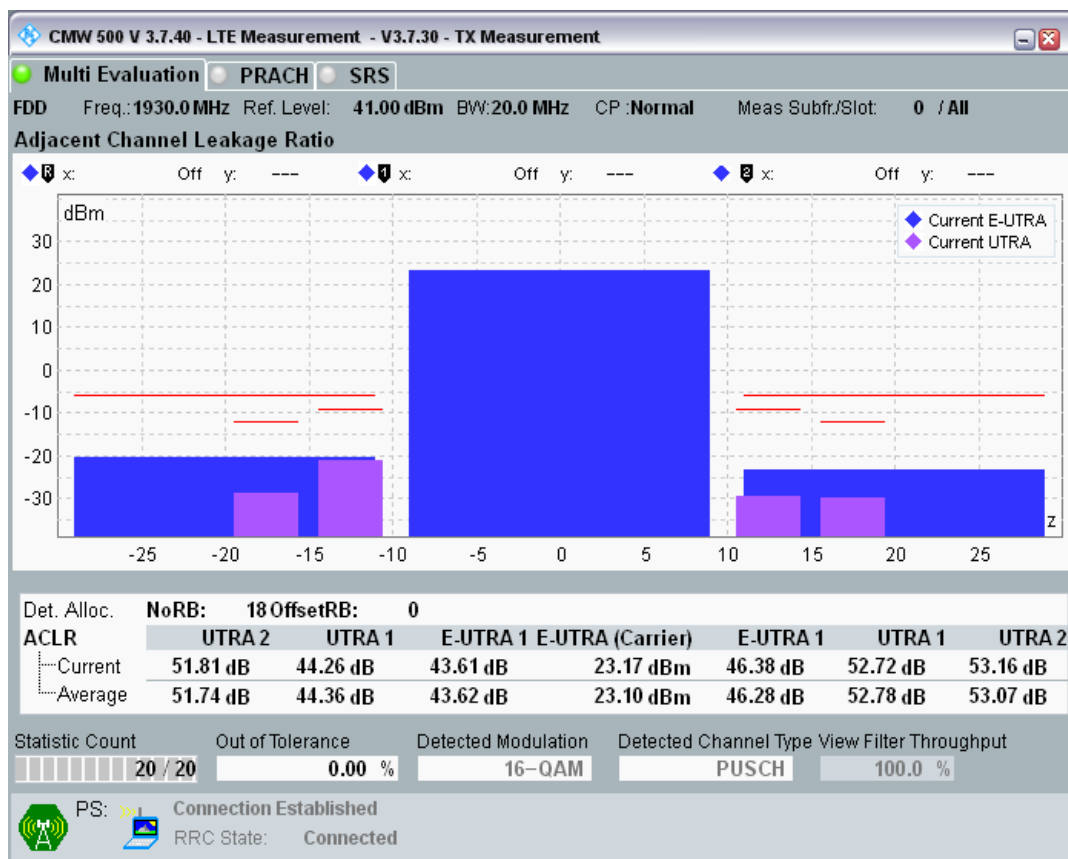 CMW 500 V 3.7.40 - LTE Measurement - V3.7.30 - TX Measurement
Multi Evaluation PRACH SRS
FDD Freq.: 1930.0 MHz Ref. Level: 41.00 dBm BW: 20.0 MHz CP : Normal Meas Subfr./Slot: 0 / All
Adjacent Channel Leakage Ratio
R x: Off y: --- 1 x: Off y: --- 2 x: Off y: ---
dBm
Current E-UTRA
Current UTRA
30
20
10
0
-10
-20
-30
z
-25 -20 -15 -10 -5 0 5 10 15 20 25
Det. Alloc. NoRB: 18 OffsetRB: 0
ACLR UTRA 2 UTRA 1 E-UTRA 1 E-UTRA (Carrier) E-UTRA 1 UTRA 1 UTRA 2
Current 51.81 dB 44.26 dB 43.61 dB 23.17 dBm 46.38 dB 52.72 dB 53.16 dB
Average 51.74 dB 44.36 dB 43.62 dB 23.10 dBm 46.28 dB 52.78 dB 53.07 dB
Statistic Count Out of Tolerance Detected Modulation Detected Channel Type View Filter Throughput
20 / 20 0.00 % 16-QAM PUSCH 100.0 %
PS: Connection Established
RRC State: Connected